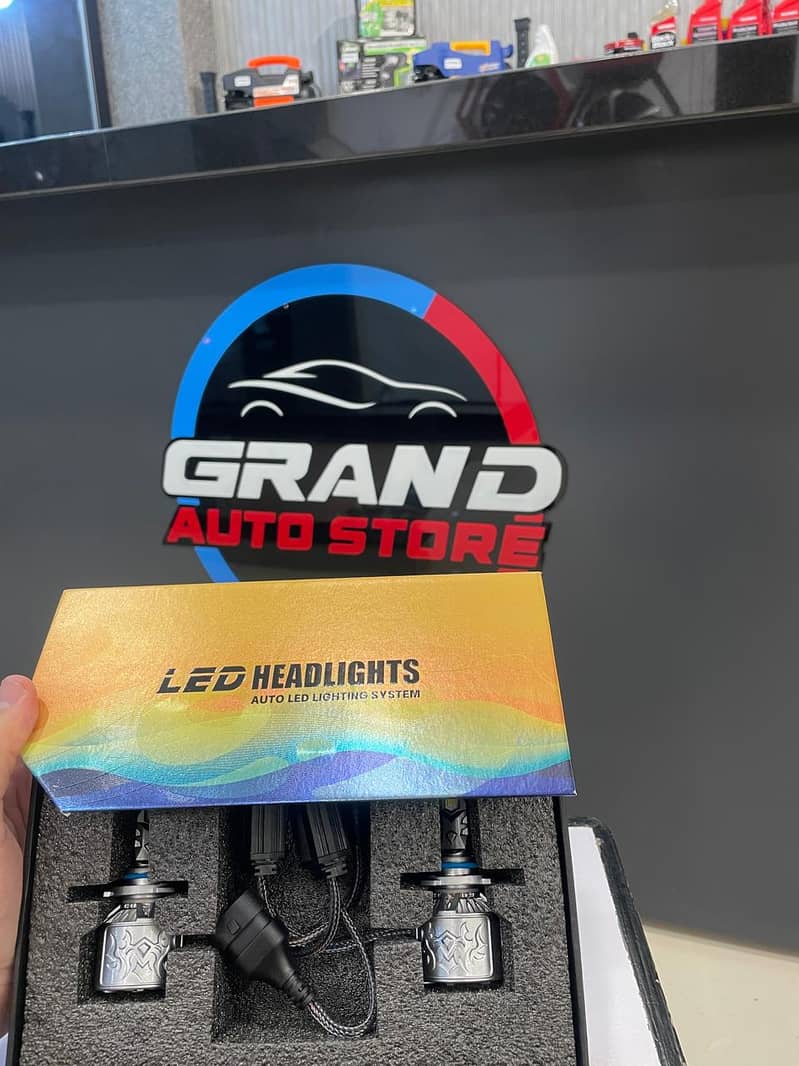 GRAND
AUTO STORE
LED HEADLIGHTS
AUTO LED LIGHTING SYSTEM